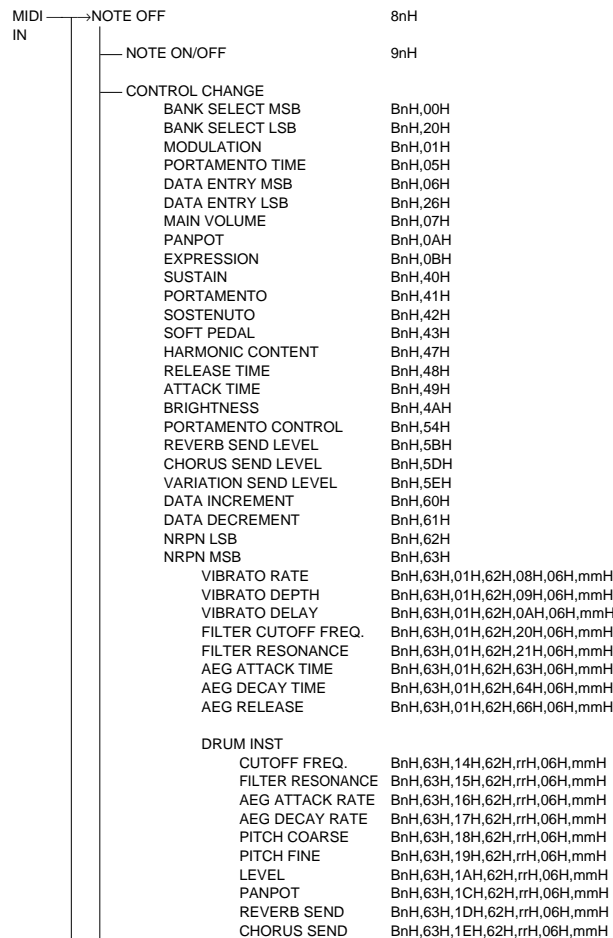 MIDI NOTE OFF 8nH
IN
NOTE ON/OFF 9nH
CONTROL CHANGE
BANK SELECT MSB BnH,00H
BANK SELECT LSB BnH,20H
MODULATION BnH,01H
PORTAMENTO TIME BnH,05H
DATA ENTRY MSB BnH,06H
DATA ENTRY LSB BnH,26H
MAIN VOLUME BnH,07H
PANPOT BnH,0AH
EXPRESSION BnH,0BH
SUSTAIN BnH,40H
PORTAMENTO BnH,41H
SOSTENUTO BnH,42H
SOFT PEDAL BnH,43H
HARMONIC CONTENT BnH,47H
RELEASE TIME BnH,48H
ATTACK TIME BnH,49H
BRIGHTNESS BnH,4AH
PORTAMENTO CONTROL BnH,54H
REVERB SEND LEVEL BnH,5BH
CHORUS SEND LEVEL BnH,5DH
VARIATION SEND LEVEL BnH,5EH
DATA INCREMENT BnH,60H
DATA DECREMENT BnH,61H
NRPN LSB BnH,62H
NRPN MSB BnH,63H
VIBRATO RATE BnH,63H,01H,62H,08H,06H,mmH
VIBRATO DEPTH BnH,63H,01H,62H,09H,06H,mmH
VIBRATO DELAY BnH,63H,01H,62H,0AH,06H,mmH
FILTER CUTOFF FREQ. BnH,63H,01H,62H,20H,06H,mmH
FILTER RESONANCE BnH,63H,01H,62H,21H,06H,mmH
AEG ATTACK TIME BnH,63H,01H,62H,63H,06H,mmH
AEG DECAY TIME BnH,63H,01H,62H,64H,06H,mmH
AEG RELEASE BnH,63H,01H,62H,66H,06H,mmH
DRUM INST
CUTOFF FREQ. BnH,63H,14H,62H,rrH,06H,mmH
FILTER RESONANCE BnH,63H,15H,62H,rrH,06H,mmH
AEG ATTACK RATE BnH,63H,16H,62H,rrH,06H,mmH
AEG DECAY RATE BnH,63H,17H,62H,rrH,06H,mmH
PITCH COARSE BnH,63H,18H,62H,rrH,06H,mmH
PITCH FINE BnH,63H,19H,62H,rrH,06H,mmH
LEVEL BnH,63H,1AH,62H,rrH,06H,mmH
PANPOT BnH,63H,1CH,62H,rrH,06H,mmH
REVERB SEND BnH,63H,1DH,62H,rrH,06H,mmH
CHORUS SEND BnH,63H,1EH,62H,rrH,06H,mmH